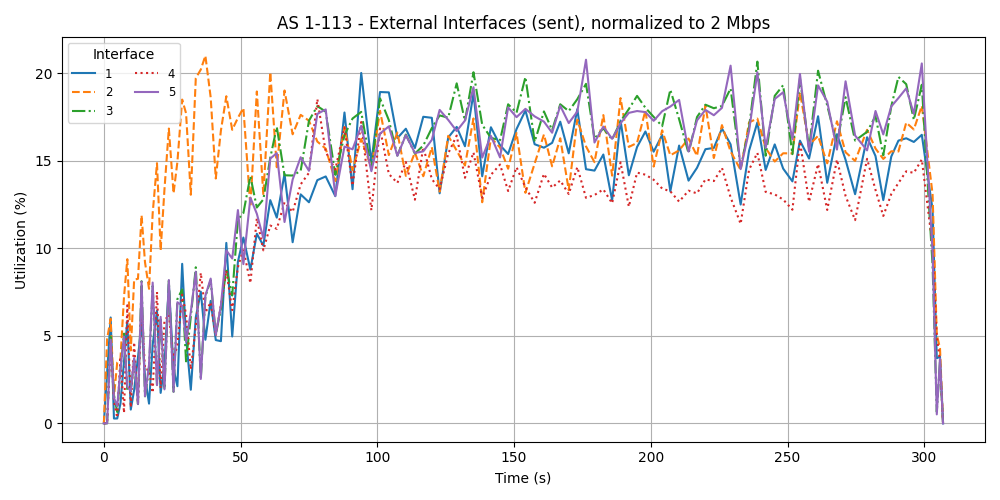 AS 1-113 - External Interfaces (sent), normalized to 2 Mbps
Interface
1 4
2 5
3
Utilization (%)
20
15
10
5
0
0 50 100 150 200 250 300
Time (s)